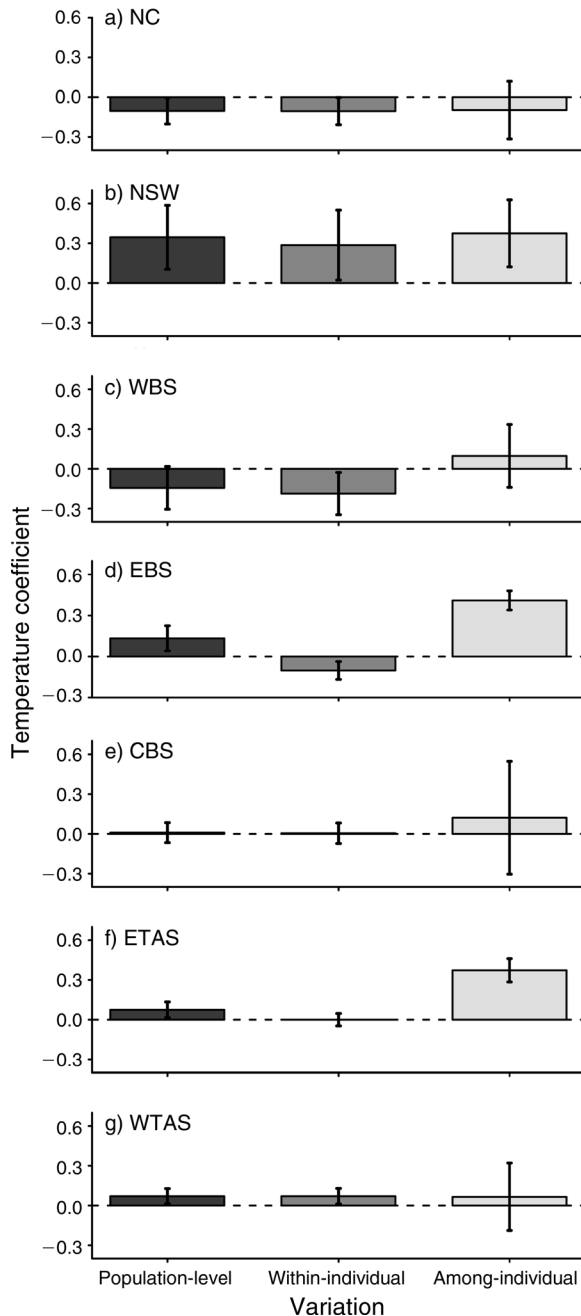 a) NC
0.6
0.0
−0.3
b) NSW
0.6
0.3
0.0
−0.3
c) WBS
0.6
0.3
0.0
−0.3
d) EBS
0.6
0.3
0.0
−0.3
e) CBS
0.6
0.3
0.0
−0.3
f) ETAS
0.6
0.3
0.0
−0.3
g) WTAS
0.6
0.3
0.0
−0.3
Temperature coefficient
Population-level Within-individual Among-individual
Variation